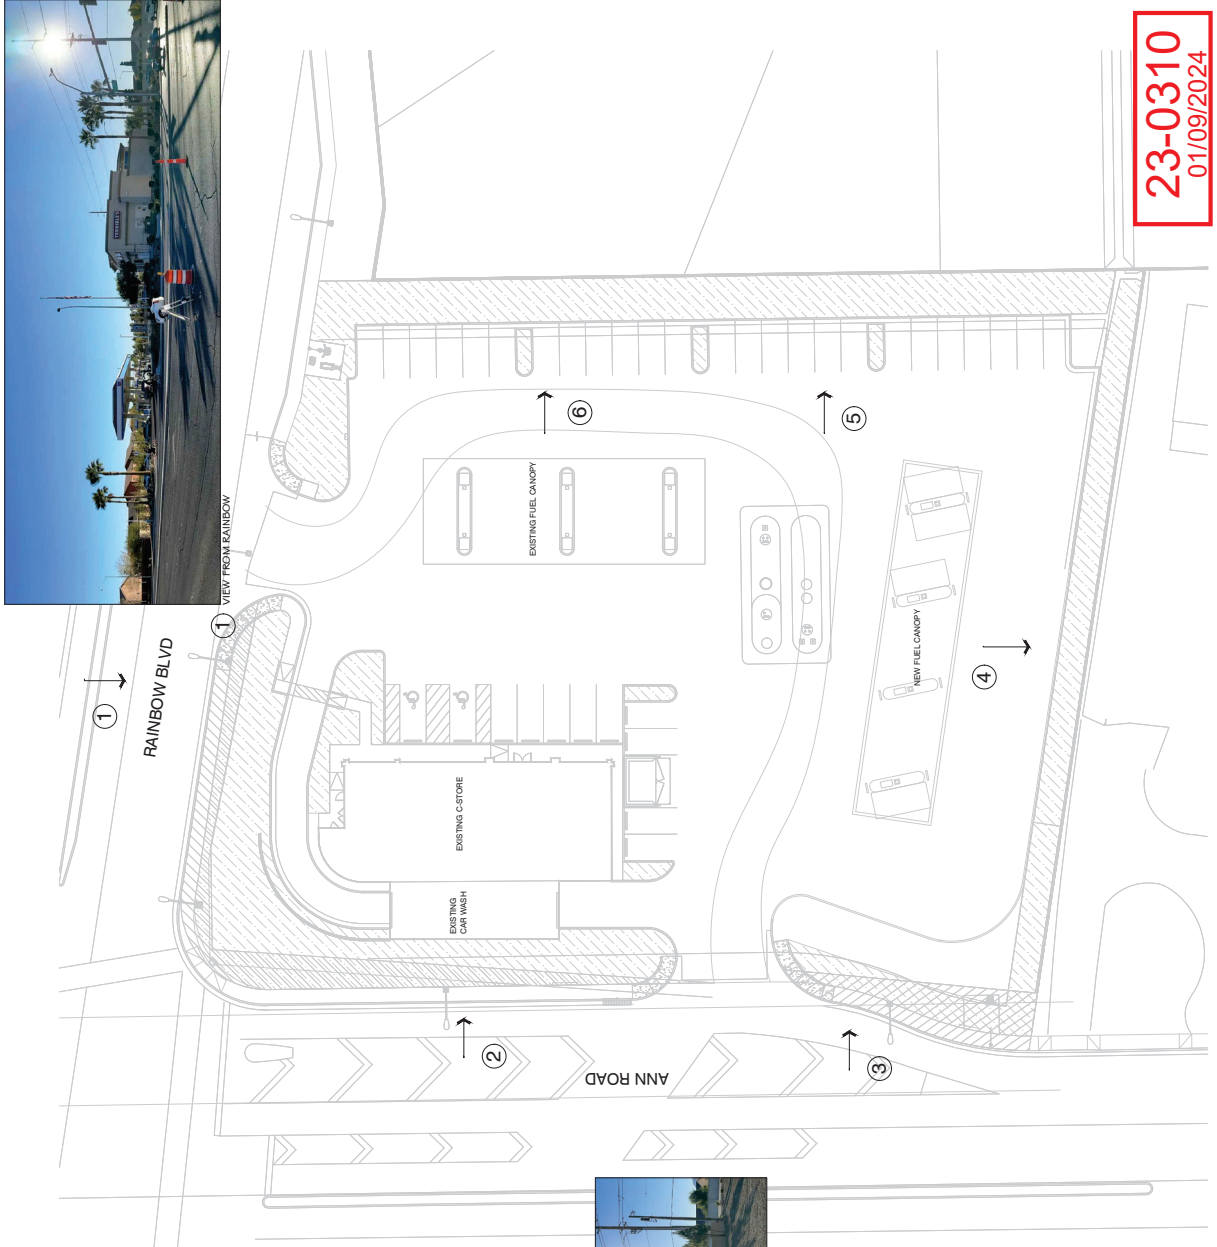 23-0310
01/09/2024
1 VIEW FROM RAINBOW
RAINBOW BLVD
1
6
5
EXISTING FUEL CANOPY
NEW FUEL CANOPY
4
EXISTING C-STORE
EXISTING
CAR WASH
2
3
ANN ROAD